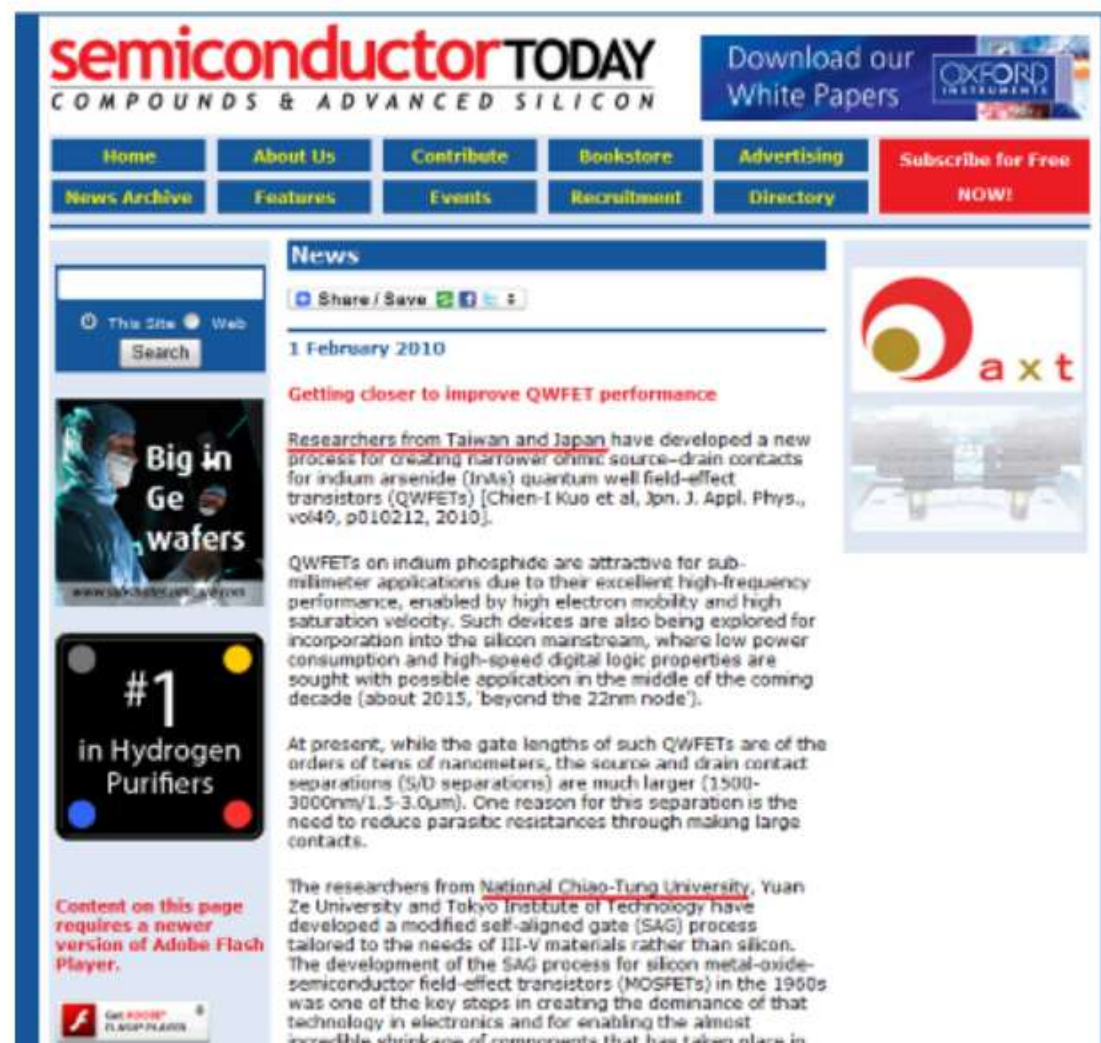 semiconductorTODAY
COMPOUNDS & ADVANCED SILICON
Download our
White Papers
OXFORD
INSTRUMENTS
Home About Us Contribute Bookstore Advertising
Subscribe for Free
NOW!
News Archive Features Events Recruitment Directory
This Site Web
Search
Big in
Ge
wafers
#1
in Hydrogen
Purifiers
Content on this page
requires a newer
version of Adobe Flash
Player.
Get ADOBE®
FLASH® PLAYER
News
Share / Save
1 February 2010
Getting closer to improve QWFET performance
Researchers from Taiwan and Japan have developed a new
process for creating narrower ohmic source–drain contacts
for indium arsenide (InAs) quantum well field-effect
transistors (QWFETs) [Chien-I Kuo et al, Jpn. J. Appl. Phys.,
vol49, p010212, 2010].
QWFETs on indium phosphide are attractive for sub-
millimeter applications due to their excellent high-frequency
performance, enabled by high electron mobility and high
saturation velocity. Such devices are also being explored for
incorporation into the silicon mainstream, where low power
consumption and high-speed digital logic properties are
sought with possible application in the middle of the coming
decade (about 2015, 'beyond the 22nm node').
At present, while the gate lengths of such QWFETs are of the
orders of tens of nanometers, the source and drain contact
separations (S/D separations) are much larger (1500-
3000nm/1.5-3.0μm). One reason for this separation is the
need to reduce parasitic resistances through making large
contacts.
The researchers from National Chiao-Tung University, Yuan
Ze University and Tokyo Institute of Technology have
developed a modified self-aligned gate (SAG) process
tailored to the needs of III-V materials rather than silicon.
The development of the SAG process for silicon metal-oxide-
semiconductor field-effect transistors (MOSFETs) in the 1960s
was one of the key steps in creating the dominance of that
technology in electronics and for enabling the almost
incredible shrinkage of components that has taken place in
axt